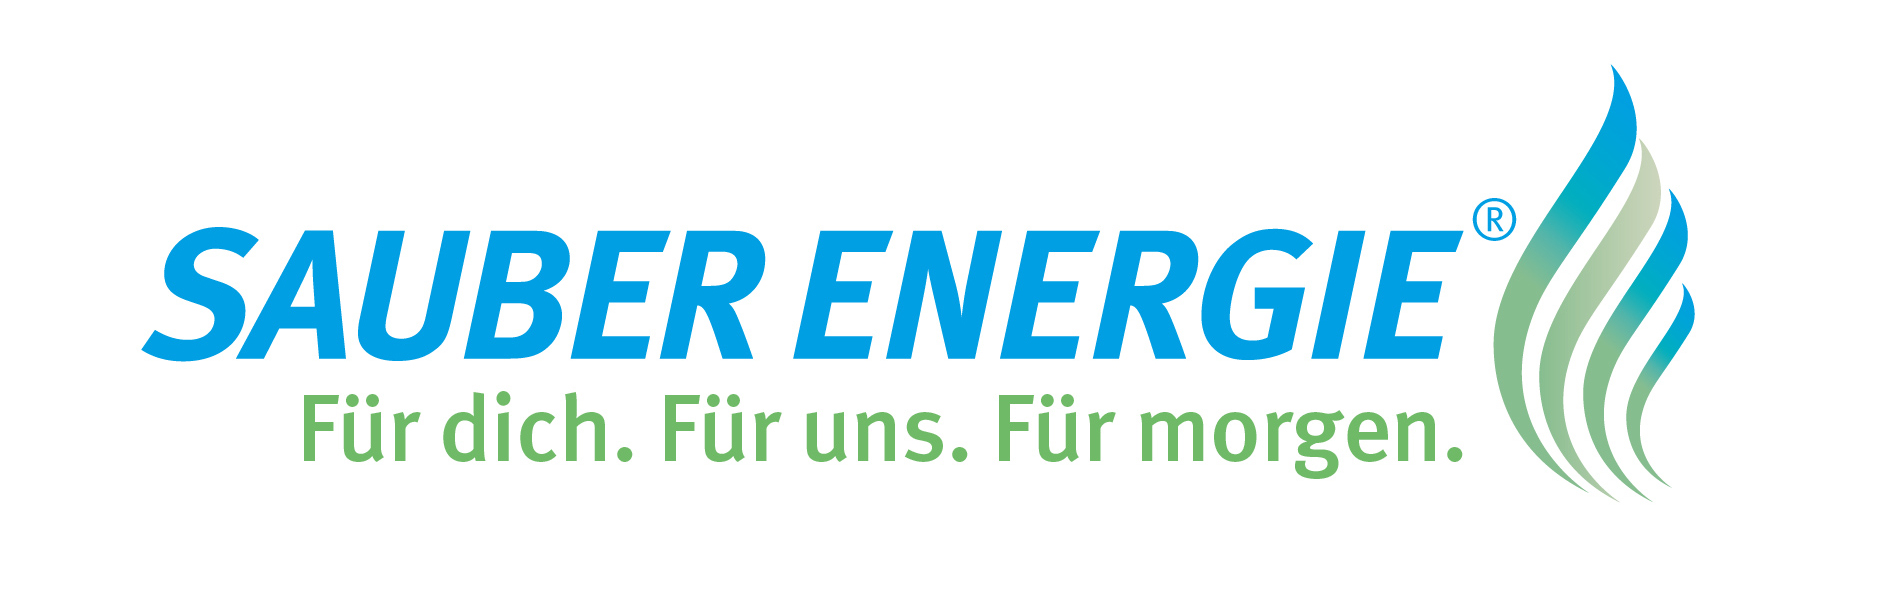 SAUBER ENERGIE®
Für dich. Für uns. Für morgen.